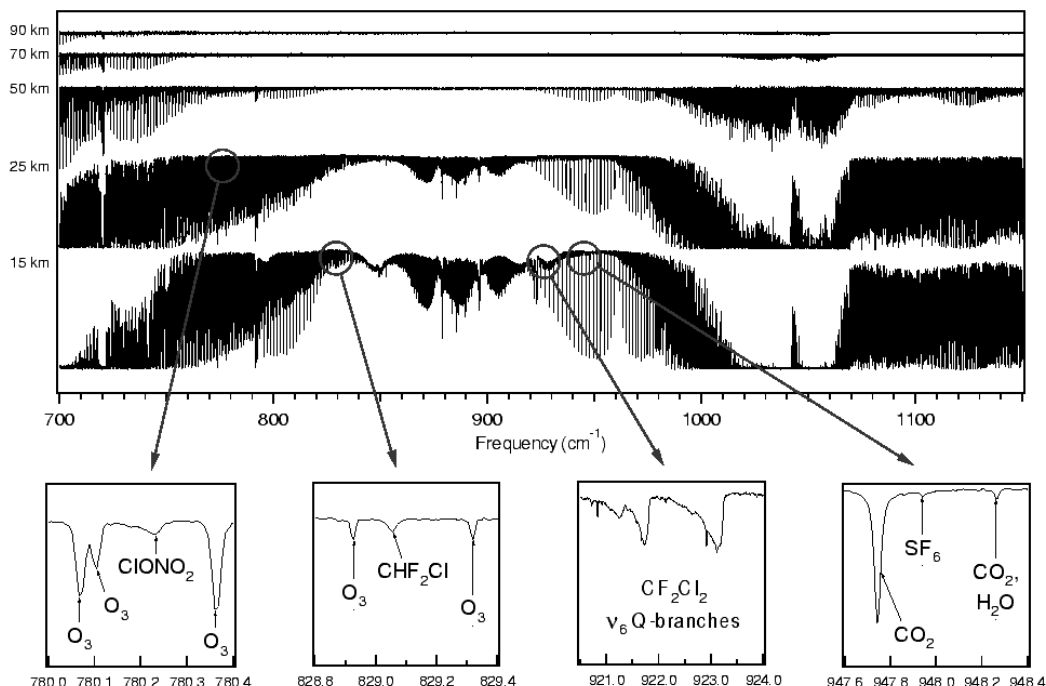 90 km
70 km
50 km
25 km
15 km
700 800 900 1000 1100
Frequency (cm⁻¹)
ClONO₂
O₃
O₃
O₃
780.0 780.1 780.2 780.3 780.4
CHF₂Cl
O₃
O₃
828.8 829.0 829.2 829.4
CF₂Cl₂
ν₆ Q-branches
921.0 922.0 923.0 924.0
SF₆
CO₂,
H₂O
CO₂
947.6 947.8 948.0 948.2 948.4